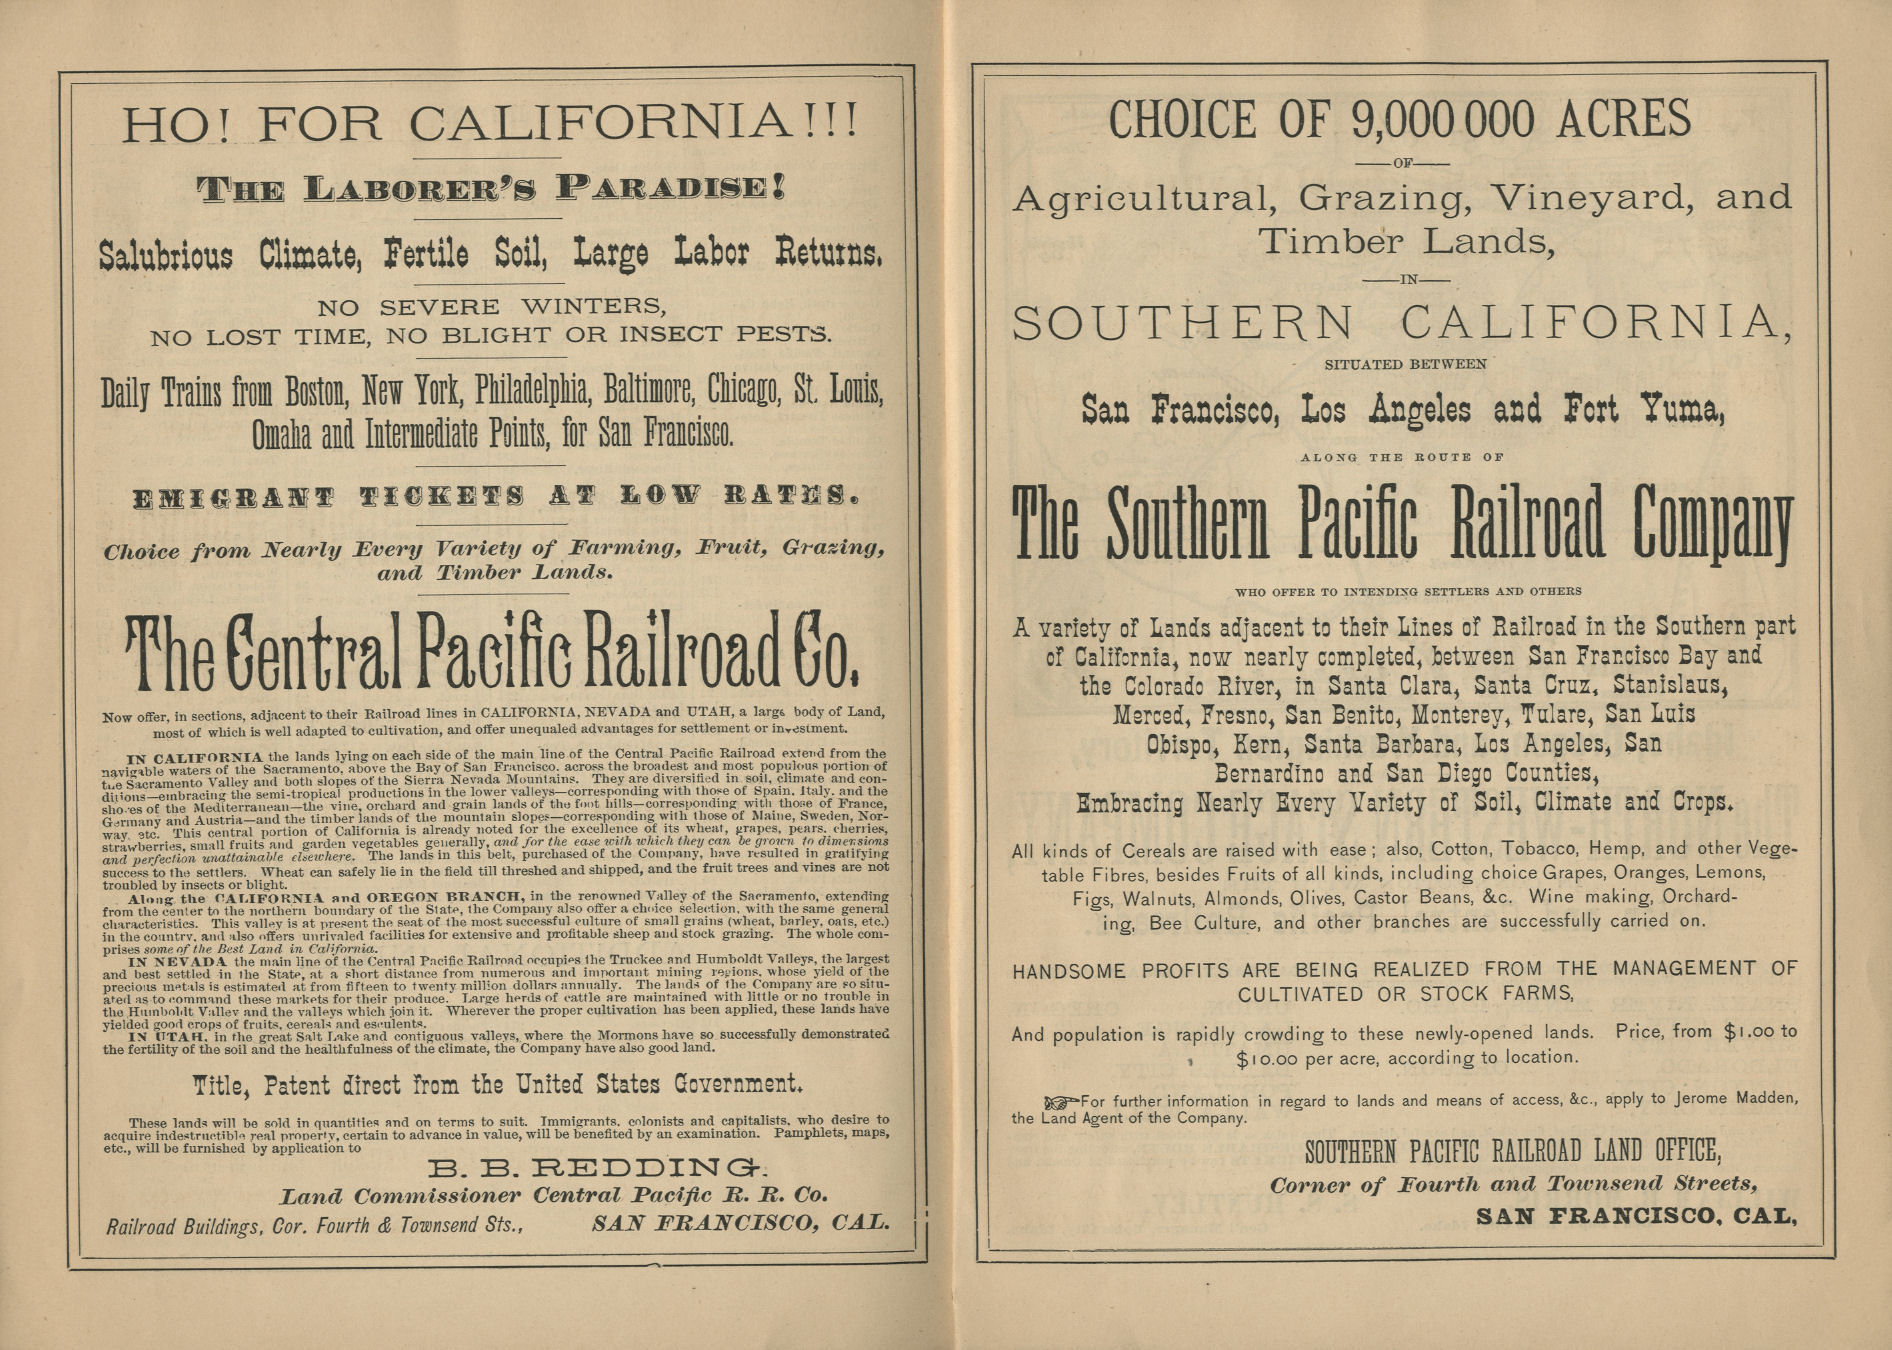 HO! FOR CALIFORNIA!!!
THE LABORER'S PARADISE!
Salubrious Climate, Fertile Soil, Large Labor Returns.
NO SEVERE WINTERS,
NO LOST TIME, NO BLIGHT OR INSECT PESTS.
Daily Trains from Boston, New York, Philadelphia, Baltimore, Chicago, St. Louis,
Omaha and Intermediate Points, for San Francisco.
EMIGRANT TICKETS AT LOW RATES.
Choice from Nearly Every Variety of Farming, Fruit, Grazing,
and Timber Lands.
The Central Pacific Railroad Co.
Now offer, in sections, adjacent to their Railroad lines in CALIFORNIA, NEVADA and UTAH, a large body of Land,
most of which is well adapted to cultivation, and offer unequaled advantages for settlement or investment.
IN CALIFORNIA the lands lying on each side of the main line of the Central Pacific Railroad extend from the
navigable waters of the Sacramento, above the Bay of San Francisco, across the broadest and most populous portion of
the Sacramento Valley and both slopes of the Sierra Nevada Mountains. They are diversified in soil, climate and con-
ditions—embracing the semi-tropical productions in the lower valleys—corresponding with those of Spain, Italy, and the
shores of the Mediterranean—the vine, orchard and grain lands of the foot hills—corresponding with those of France,
Germany and Austria—and the timber lands of the mountain slopes—corresponding with those of Maine, Sweden, Nor-
way, etc. This central portion of California is already noted for the excellence of its wheat, grapes, pears, cherries,
strawberries, small fruits and garden vegetables generally, and for the ease with which they can be grown to dimensions
and perfection unattainable elsewhere. The lands in this belt, purchased of the Company, have resulted in gratifying
success to the settlers. Wheat can safely lie in the field till threshed and shipped, and the fruit trees and vines are not
troubled by insects or blight.
Along the CALIFORNIA and OREGON BRANCH, in the renowned Valley of the Sacramento, extending
from the center to the northern boundary of the State, the Company also offer a choice selection, with the same general
characteristics. This valley is at present the seat of the most successful culture of small grains (wheat, barley, oats, etc.)
in the country, and also offers unrivaled facilities for extensive and profitable sheep and stock grazing. The whole com-
prises some of the Best Land in California.
IN NEVADA the main line of the Central Pacific Railroad occupies the Truckee and Humboldt Valleys, the largest
and best settled in the State, at a short distance from numerous and important mining regions, whose yield of the
precious metals is estimated at from fifteen to twenty million dollars annually. The lands of the Company are so situ-
ated as to command these markets for their produce. Large herds of cattle are maintained with little or no trouble in
the Humboldt Valley and the valleys which join it. Wherever the proper cultivation has been applied, these lands have
yielded good crops of fruits, cereals and esculents.
IN UTAH, in the great Salt Lake and contiguous valleys, where the Mormons have so successfully demonstrated
the fertility of the soil and the healthfulness of the climate, the Company have also good land.
Title, Patent direct from the United States Government.
These lands will be sold in quantities and on terms to suit. Immigrants, colonists and capitalists, who desire to
acquire indestructible real property, certain to advance in value, will be benefited by an examination. Pamphlets, maps,
etc., will be furnished by application to
B. B. REDDING,
Land Commissioner Central Pacific R. R. Co.
Railroad Buildings, Cor. Fourth & Townsend Sts., SAN FRANCISCO, CAL.
CHOICE OF 9,000 000 ACRES
OF
Agricultural, Grazing, Vineyard, and
Timber Lands,
IN
SOUTHERN CALIFORNIA,
SITUATED BETWEEN
San Francisco, Los Angeles and Fort Yuma,
ALONG THE ROUTE OF
The Southern Pacific Railroad Company
WHO OFFER TO INTENDING SETTLERS AND OTHERS
A variety of Lands adjacent to their Lines of Railroad in the Southern part
of California, now nearly completed, between San Francisco Bay and
the Colorado River, in Santa Clara, Santa Cruz, Stanislaus,
Merced, Fresno, San Benito, Monterey, Tulare, San Luis
Obispo, Kern, Santa Barbara, Los Angeles, San
Bernardino and San Diego Counties,
Embracing Nearly Every Variety of Soil, Climate and Crops.
All kinds of Cereals are raised with ease; also, Cotton, Tobacco, Hemp, and other Vege-
table Fibres, besides Fruits of all kinds, including choice Grapes, Oranges, Lemons,
Figs, Walnuts, Almonds, Olives, Castor Beans, &c. Wine making, Orchard-
ing, Bee Culture, and other branches are successfully carried on.
HANDSOME PROFITS ARE BEING REALIZED FROM THE MANAGEMENT OF
CULTIVATED OR STOCK FARMS,
And population is rapidly crowding to these newly-opened lands. Price, from $1.00 to
$10.00 per acre, according to location.
☞For further information in regard to lands and means of access, &c., apply to Jerome Madden,
the Land Agent of the Company.
SOUTHERN PACIFIC RAILROAD LAND OFFICE,
Corner of Fourth and Townsend Streets,
SAN FRANCISCO, CAL,